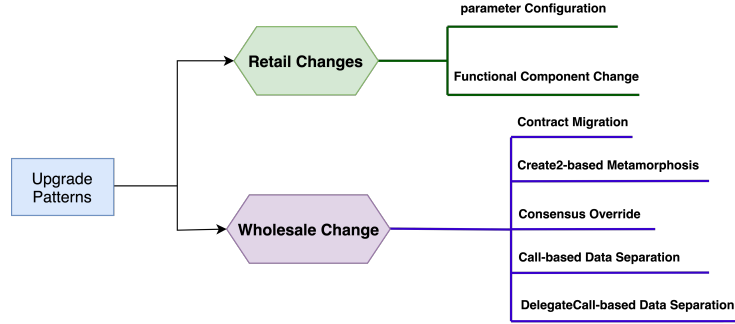 Upgrade
Patterns
Retail Changes
parameter Configuration
Functional Component Change
Wholesale Change
Contract Migration
Create2-based Metamorphosis
Consensus Override
Call-based Data Separation
DelegateCall-based Data Separation